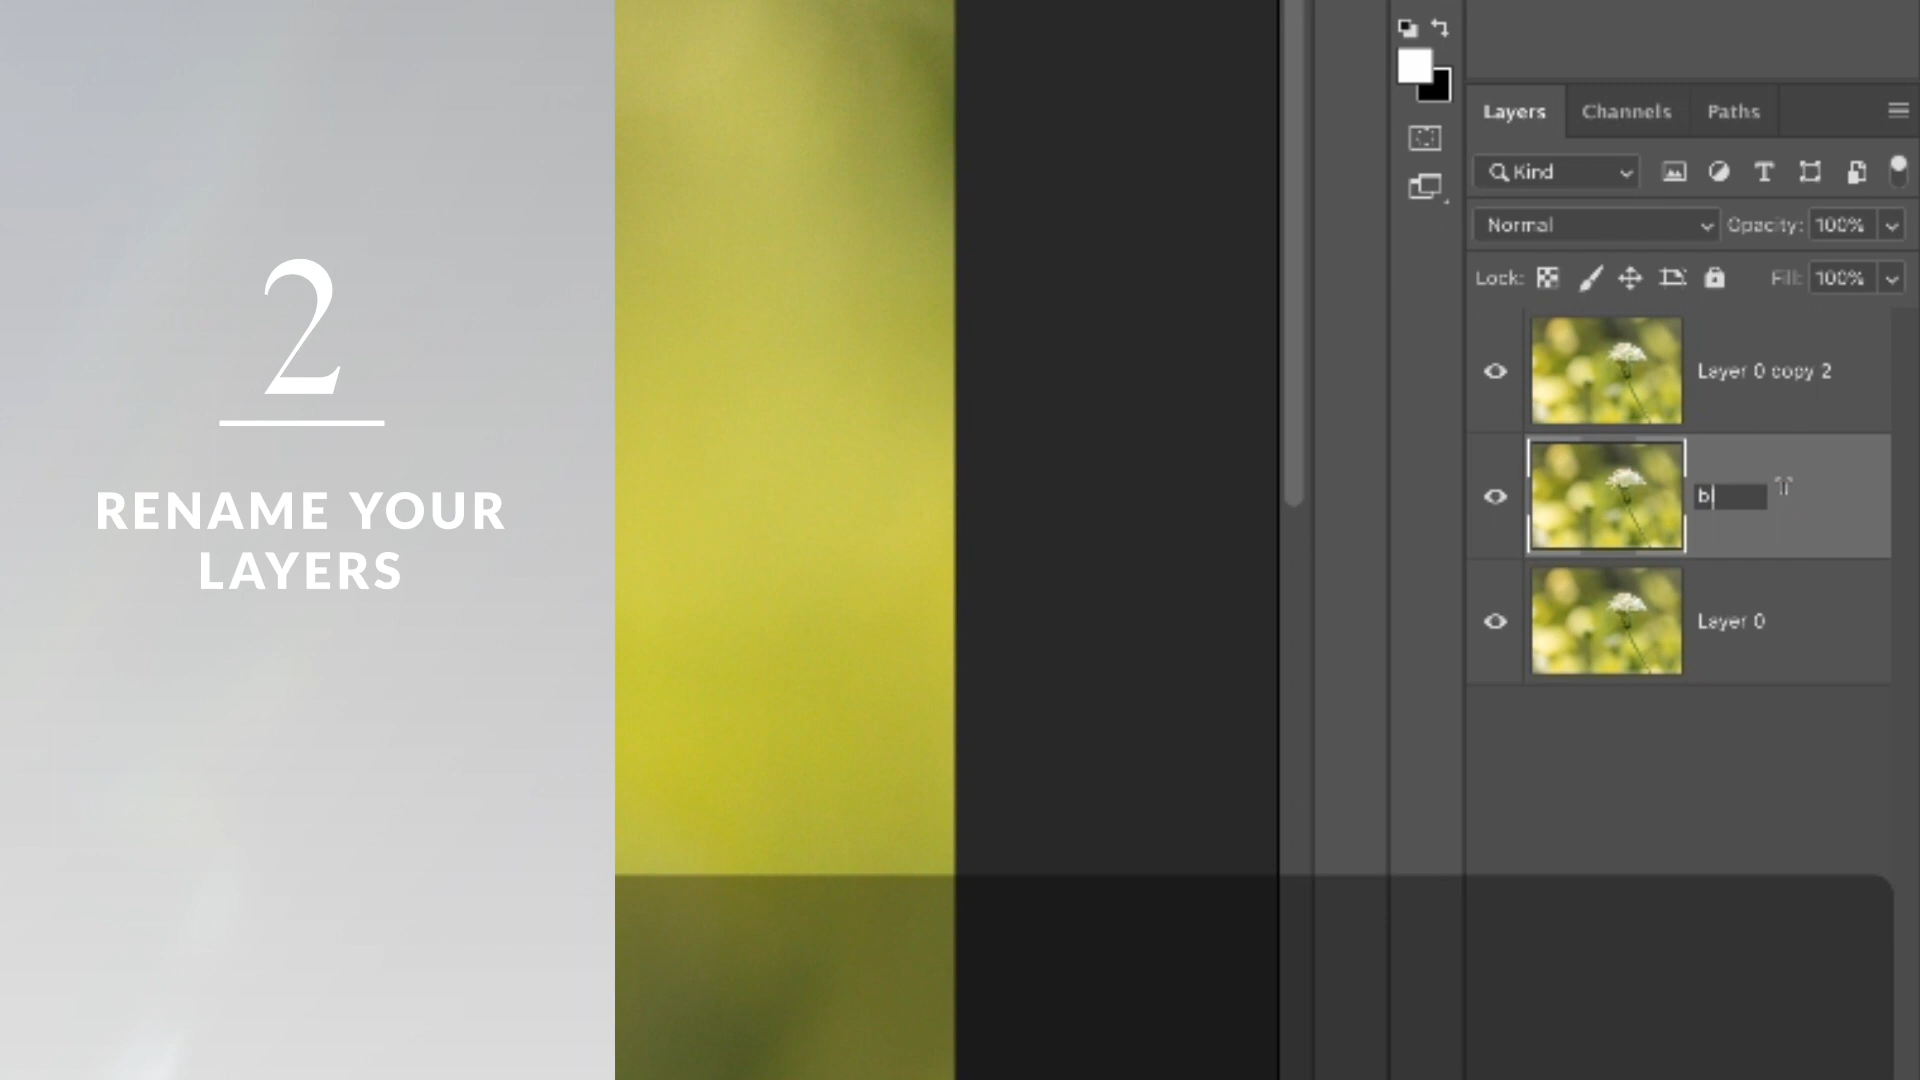 2
RENAME YOUR
LAYERS
Layers Channels Paths
Kind
Normal Opacity: 100%
Lock: Fill: 100%
Layer 0 copy 2
b
Layer 0